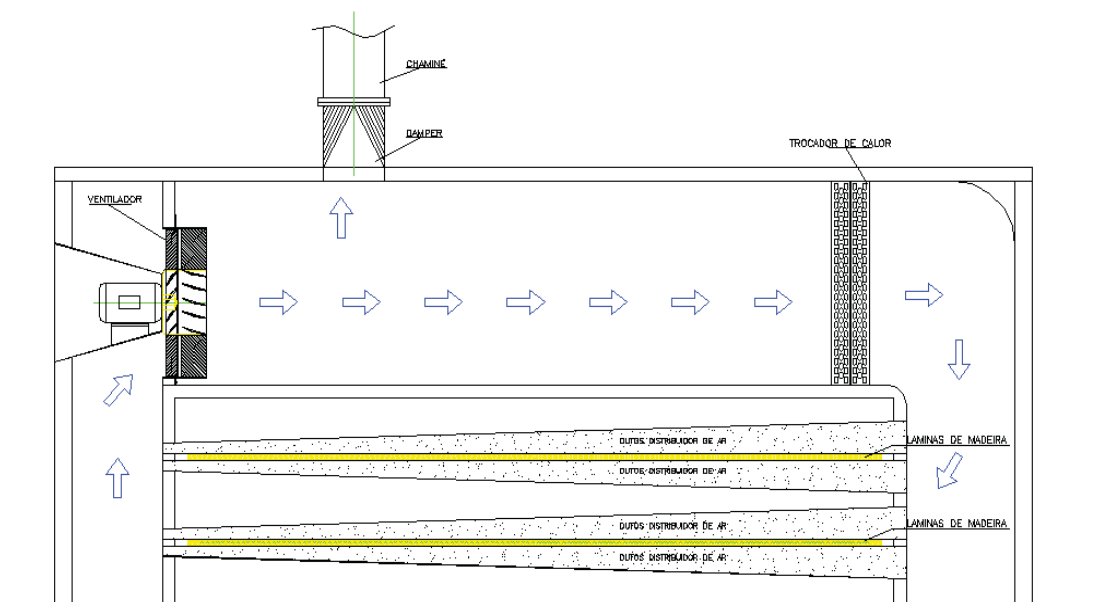 CHAMINÉ
DAMPER
TROCADOR DE CALOR
VENTILADOR
DUTOS DISTRIBUIDOR DE AR
LAMINAS DE MADEIRA
DUTOS DISTRIBUIDOR DE AR
DUTOS DISTRIBUIDOR DE AR
LAMINAS DE MADEIRA
DUTOS DISTRIBUIDOR DE AR